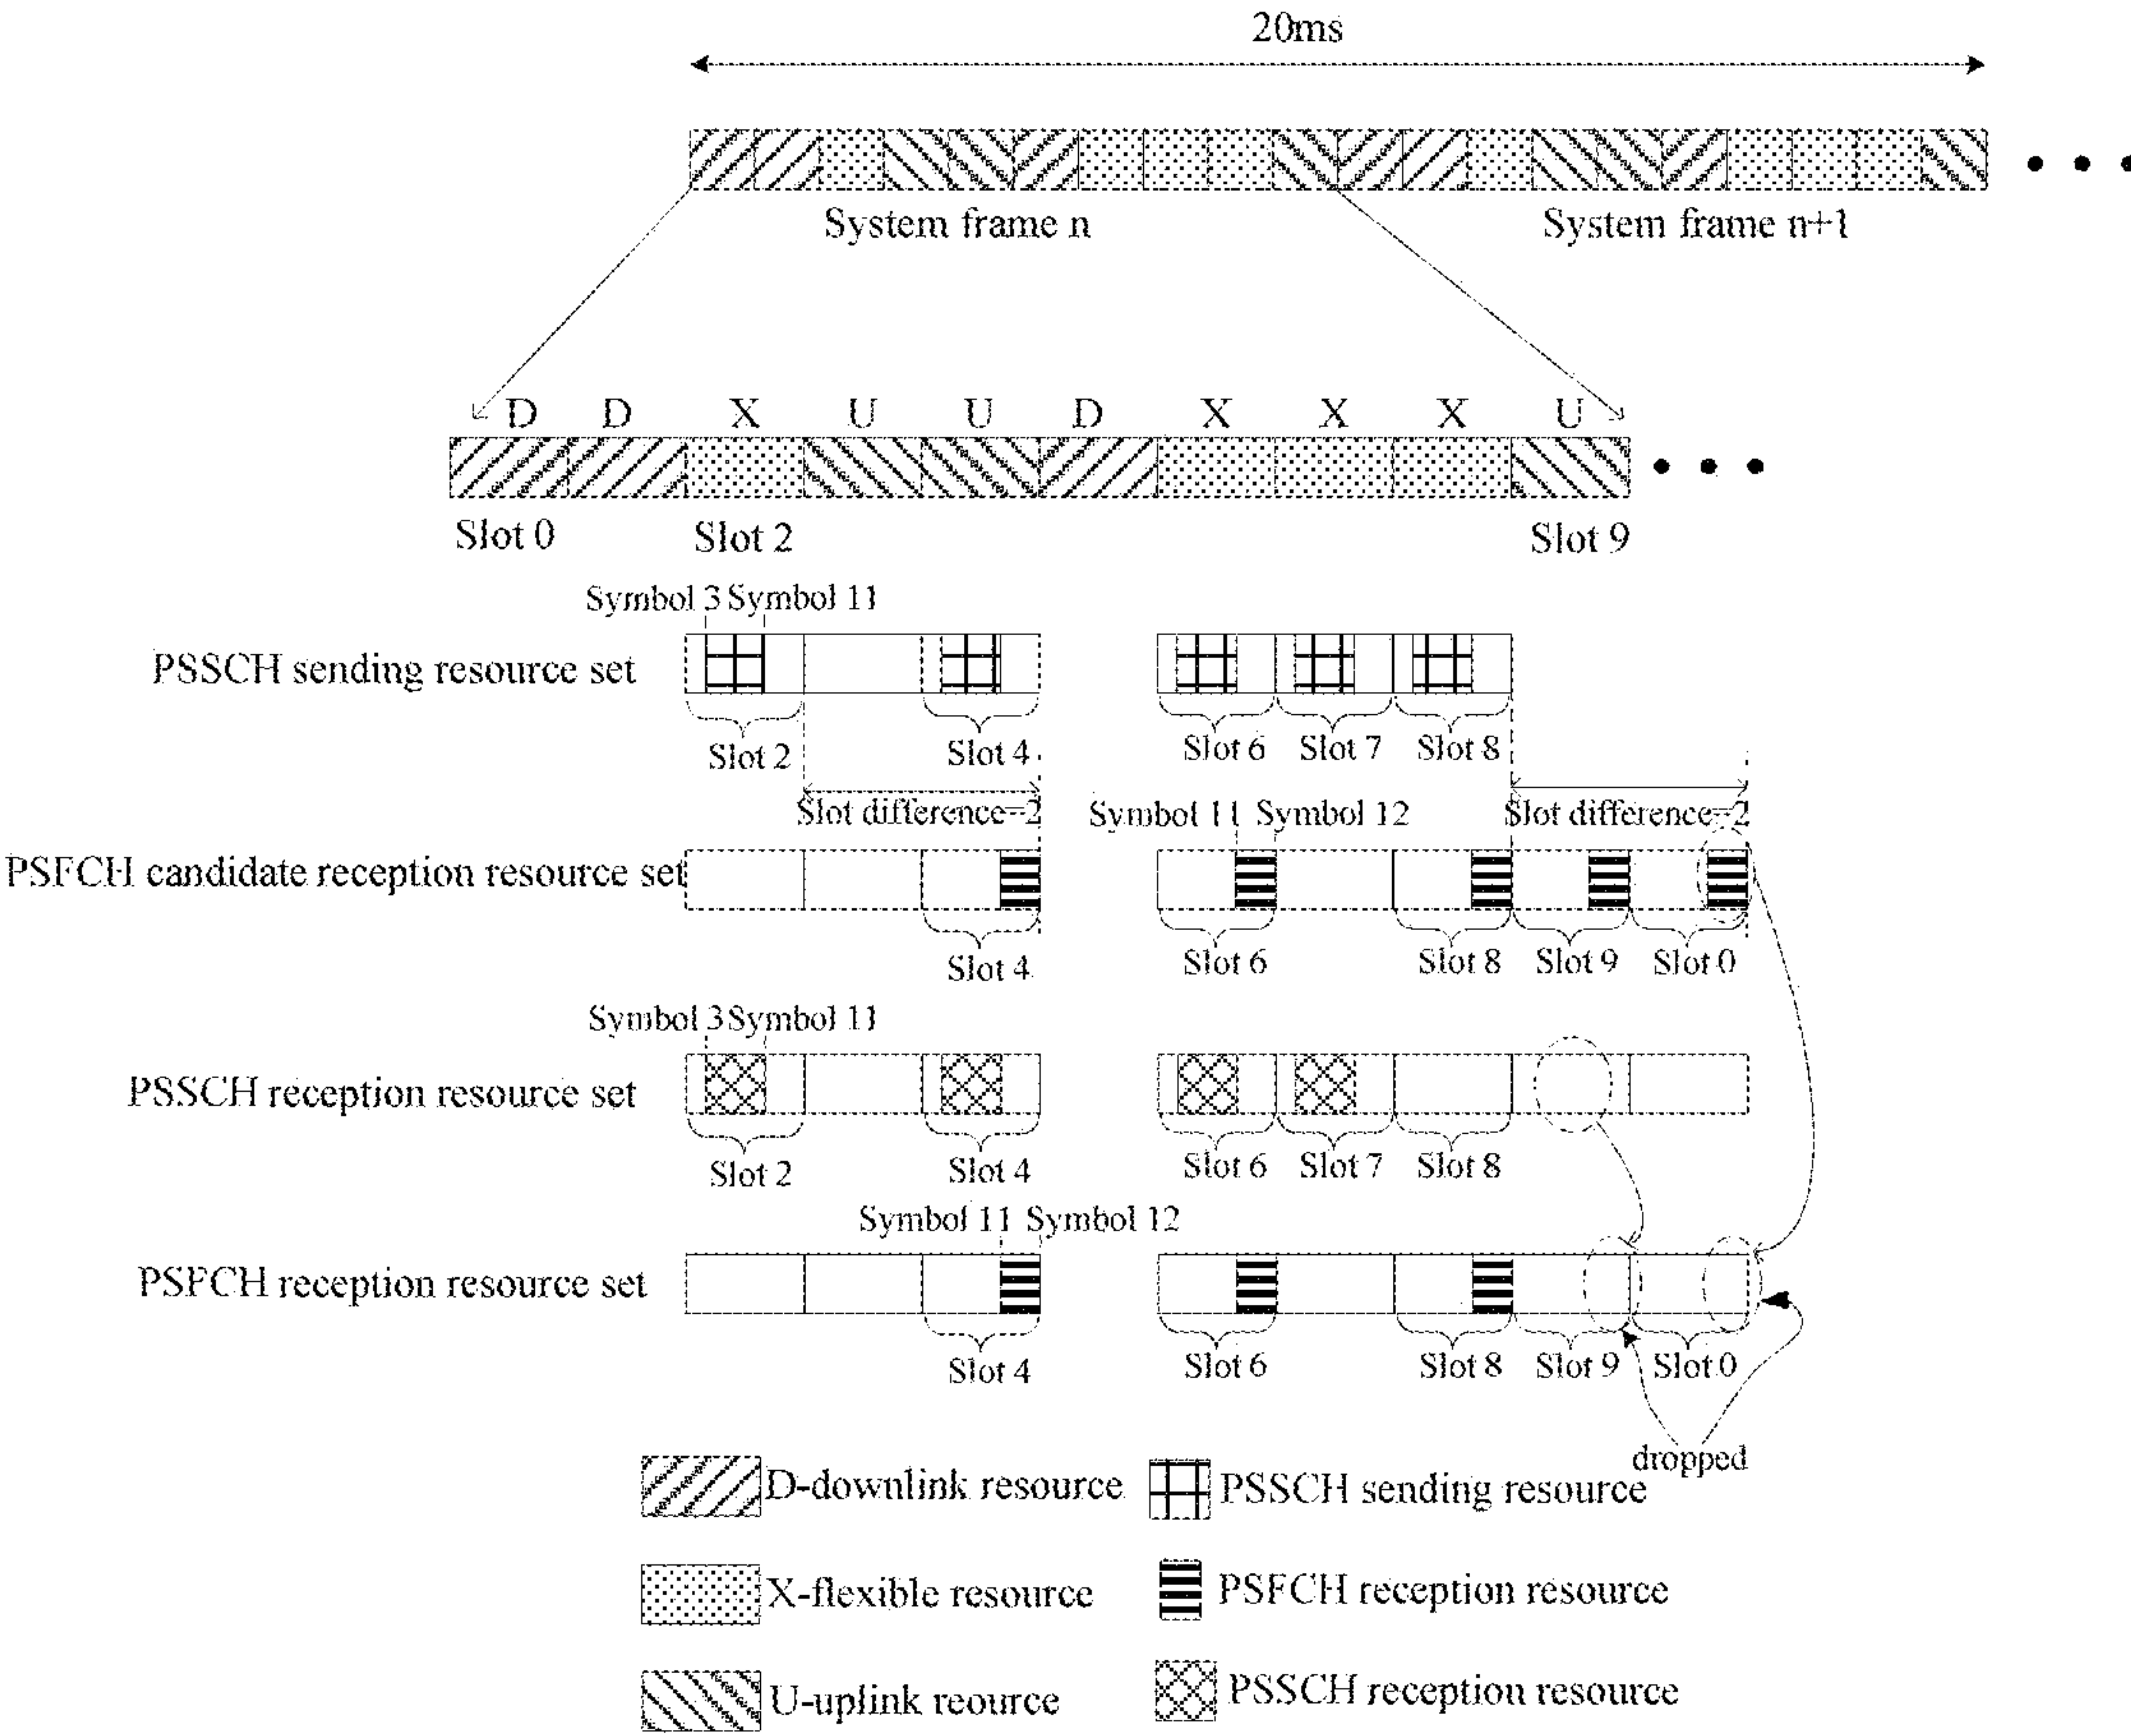 20ms
System frame n System frame n+1
D D X U U D X X X U
Slot 0 Slot 2 Slot 9
Symbol 3 Symbol 11
PSSCH sending resource set
Slot 2 Slot 4 Slot 6 Slot 7 Slot 8
Slot difference=2 Symbol 11 Symbol 12 Slot difference=2
PSFCH candidate reception resource set
Slot 4 Slot 6 Slot 8 Slot 9 Slot 0
Symbol 3 Symbol 11
PSSCH reception resource set
Slot 2 Slot 4 Slot 6 Slot 7 Slot 8
Symbol 11 Symbol 12
PSFCH reception resource set
Slot 4 Slot 6 Slot 8 Slot 9 Slot 0
dropped
D-downlink resource PSSCH sending resource
X-flexible resource PSFCH reception resource
U-uplink reource PSSCH reception resource